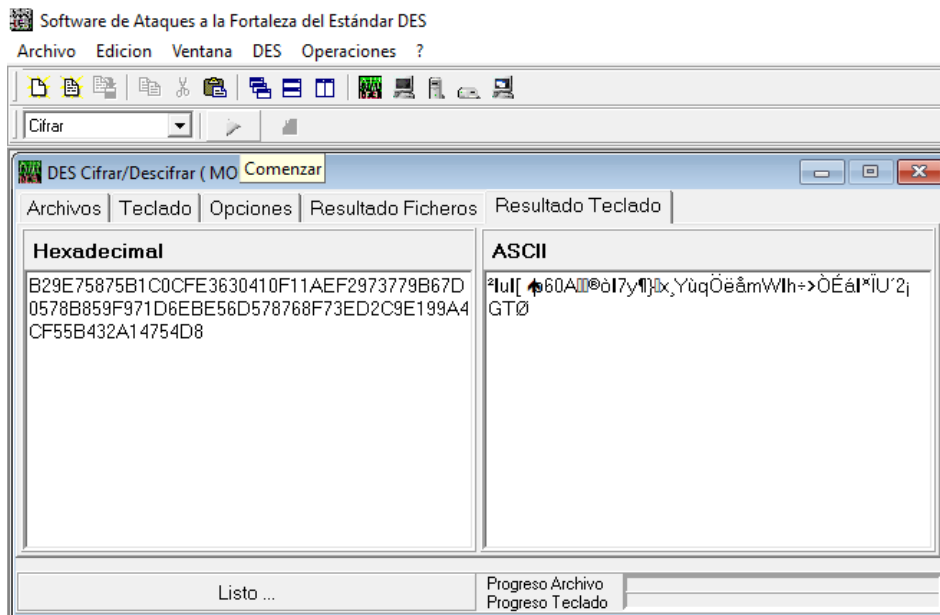 Software de Ataques a la Fortaleza del Estándar DES
Archivo Edicion Ventana DES Operaciones ?
Cifrar
DES Cifrar/Descifrar ( MO
Comenzar
Archivos Teclado Opciones Resultado Ficheros Resultado Teclado
Hexadecimal
B29E75875B1C0CFE3630410F11AEF2973779B67D
0578B859F971D6EBE56D578768F73ED2C9E199A4
CF55B432A14754D8
ASCII
GTØ
Listo ...
Progreso Archivo
Progreso Teclado